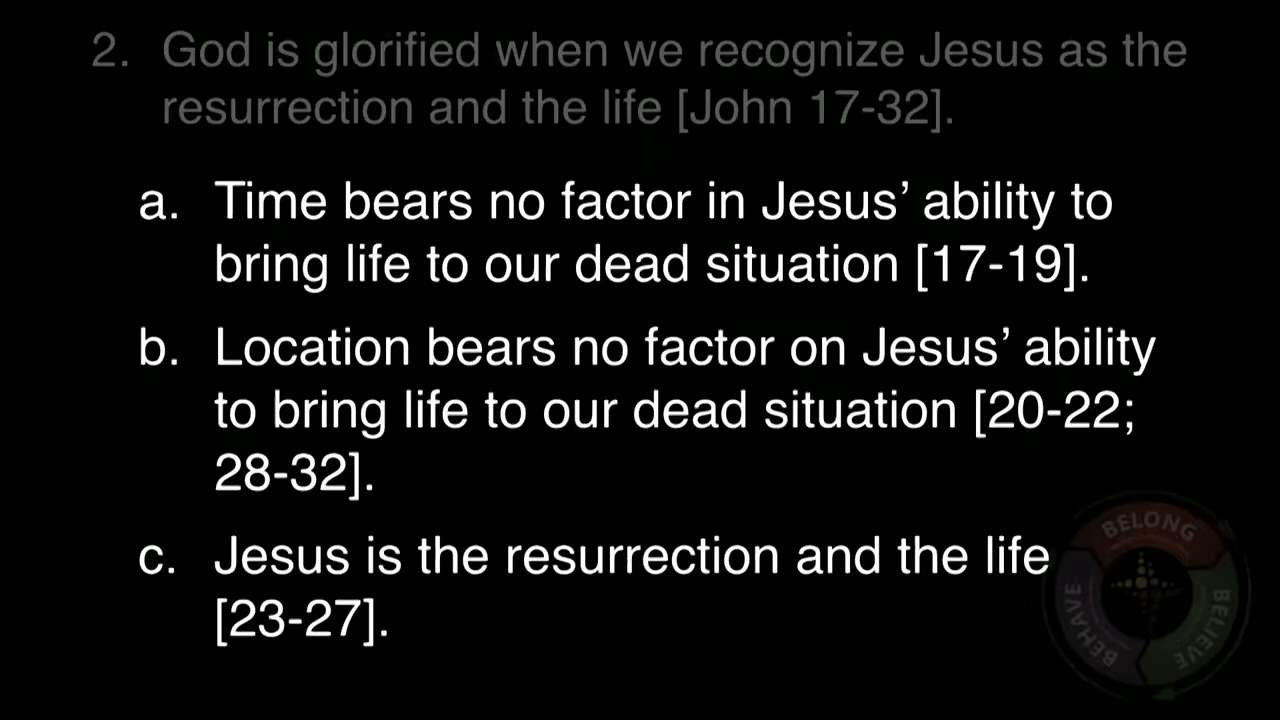 2. God is glorified when we recognize Jesus as the
resurrection and the life [John 17-32].
a. Time bears no factor in Jesus’ ability to
bring life to our dead situation [17-19].
b. Location bears no factor on Jesus’ ability
to bring life to our dead situation [20-22;
28-32].
c. Jesus is the resurrection and the life
[23-27].
BELONG
BELIEVE
BEHAVE